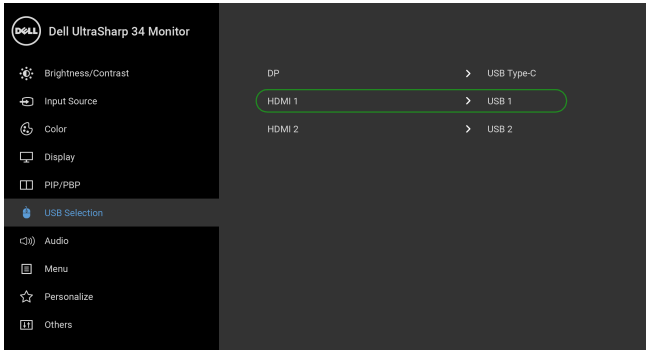 DELL Dell UltraSharp 34 Monitor
Brightness/Contrast
Input Source
Color
Display
PIP/PBP
USB Selection
Audio
Menu
Personalize
Others
DP USB Type-C
HDMI 1 USB 1
HDMI 2 USB 2